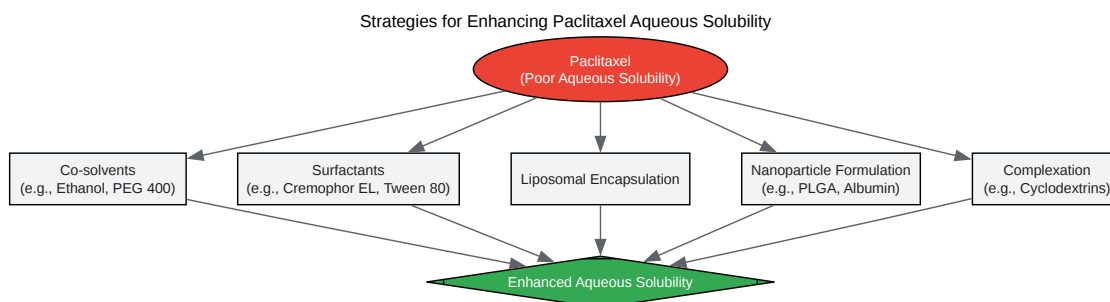 Strategies for Enhancing Paclitaxel Aqueous Solubility
Paclitaxel
(Poor Aqueous Solubility)
Co-solvents
(e.g., Ethanol, PEG 400)
Surfactants
(e.g., Cremophor EL, Tween 80)
Liposomal Encapsulation
Nanoparticle Formulation
(e.g., PLGA, Albumin)
Complexation
(e.g., Cyclodextrins)
Enhanced Aqueous Solubility